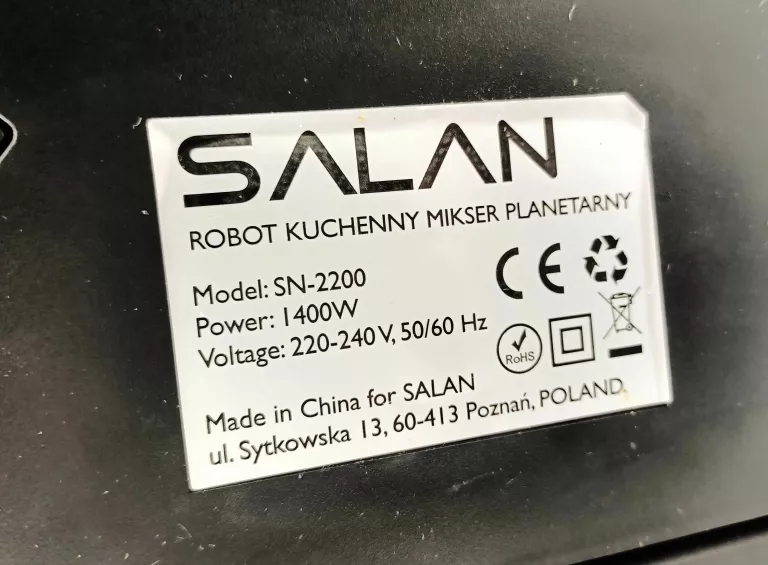 SALAN
ROBOT KUCHENNY MIKSER PLANETARNY
Model: SN-2200
Power: 1400W
Voltage: 220-240V, 50/60 Hz
CE
RoHS
Made in China for SALAN
ul. Sytkowska 13, 60-413 Poznań, POLAND